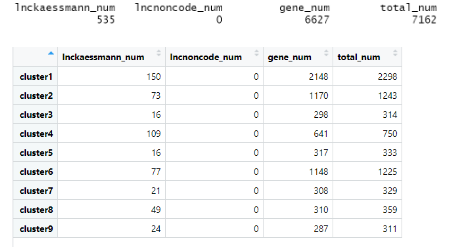 lnckaessmann_num lncnoncode_num gene_num total_num
535 0 6627 7162
lnckaessmann_num lncnoncode_num gene_num total_num
cluster1 150 0 2148 2298
cluster2 73 0 1170 1243
cluster3 16 0 298 314
cluster4 109 0 641 750
cluster5 16 0 317 333
cluster6 77 0 1148 1225
cluster7 21 0 308 329
cluster8 49 0 310 359
cluster9 24 0 287 311